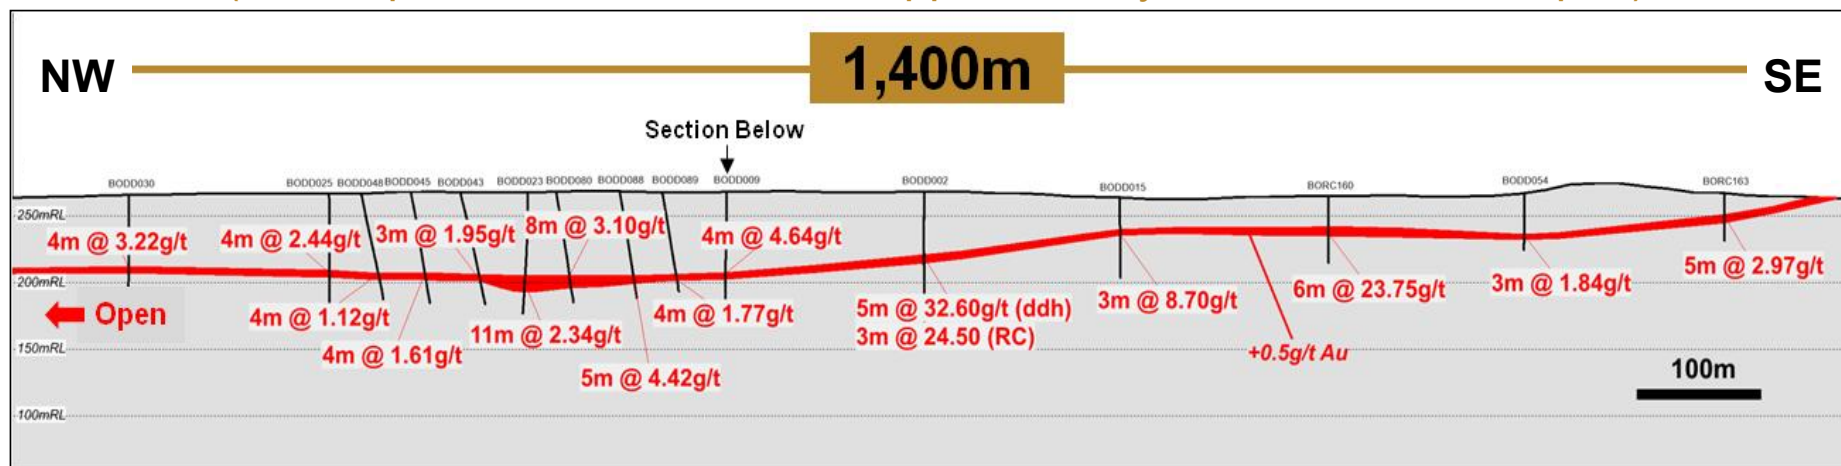 NW
1,400m
SE
Section Below
BODD030
BODD025
BODD048
BODD045
BODD043
BODD023
BODD080
BODD088
BODD089
BODD009
BODD002
BODD015
BORC160
BODD054
BORC163
250mRL
4m @ 3.22g/t
4m @ 2.44g/t
3m @ 1.95g/t
8m @ 3.10g/t
4m @ 4.64g/t
5m @ 2.97g/t
200mRL
Open
4m @ 1.12g/t
4m @ 1.61g/t
11m @ 2.34g/t
5m @ 4.42g/t
4m @ 1.77g/t
5m @ 32.60g/t (ddh)
3m @ 24.50 (RC)
3m @ 8.70g/t
6m @ 23.75g/t
3m @ 1.84g/t
150mRL
+0.5g/t Au
100m
100mRL